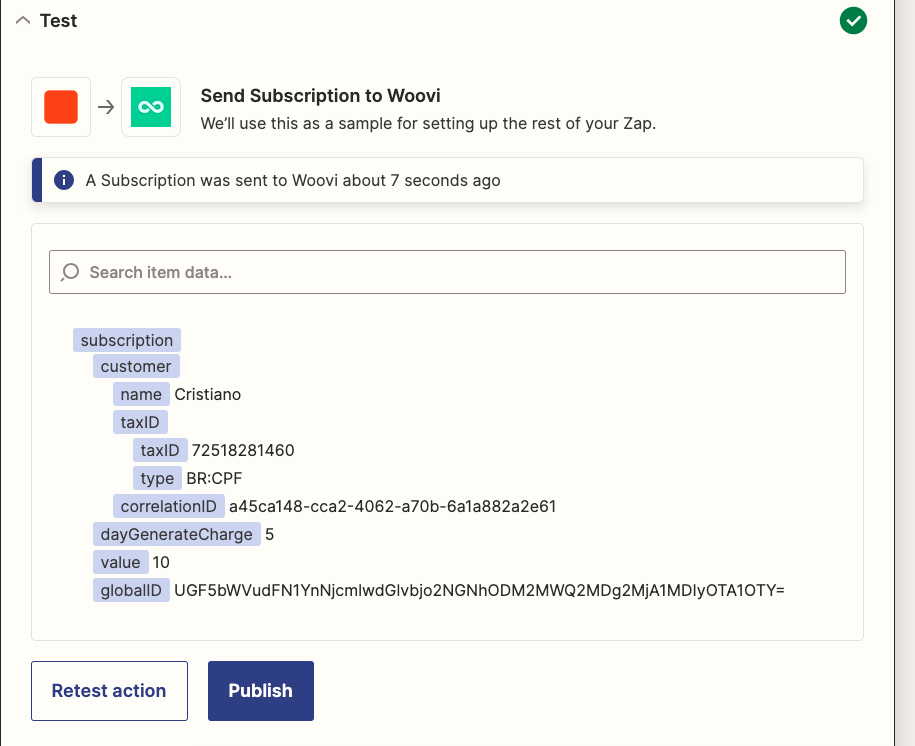 Test
Send Subscription to Woovi
We'll use this as a sample for setting up the rest of your Zap.
A Subscription was sent to Woovi about 7 seconds ago
Search item data...
subscription
customer
name Cristiano
taxID
taxID 72518281460
type BR:CPF
correlationID a45ca148-cca2-4062-a70b-6a1a882a2e61
dayGenerateCharge 5
value 10
globalID UGF5bWVudFN1YnNjcmlwdGlvbjo2NGNhODM2MWQ2MDg2MjA1MDIyOTA1OTY=
Retest action
Publish